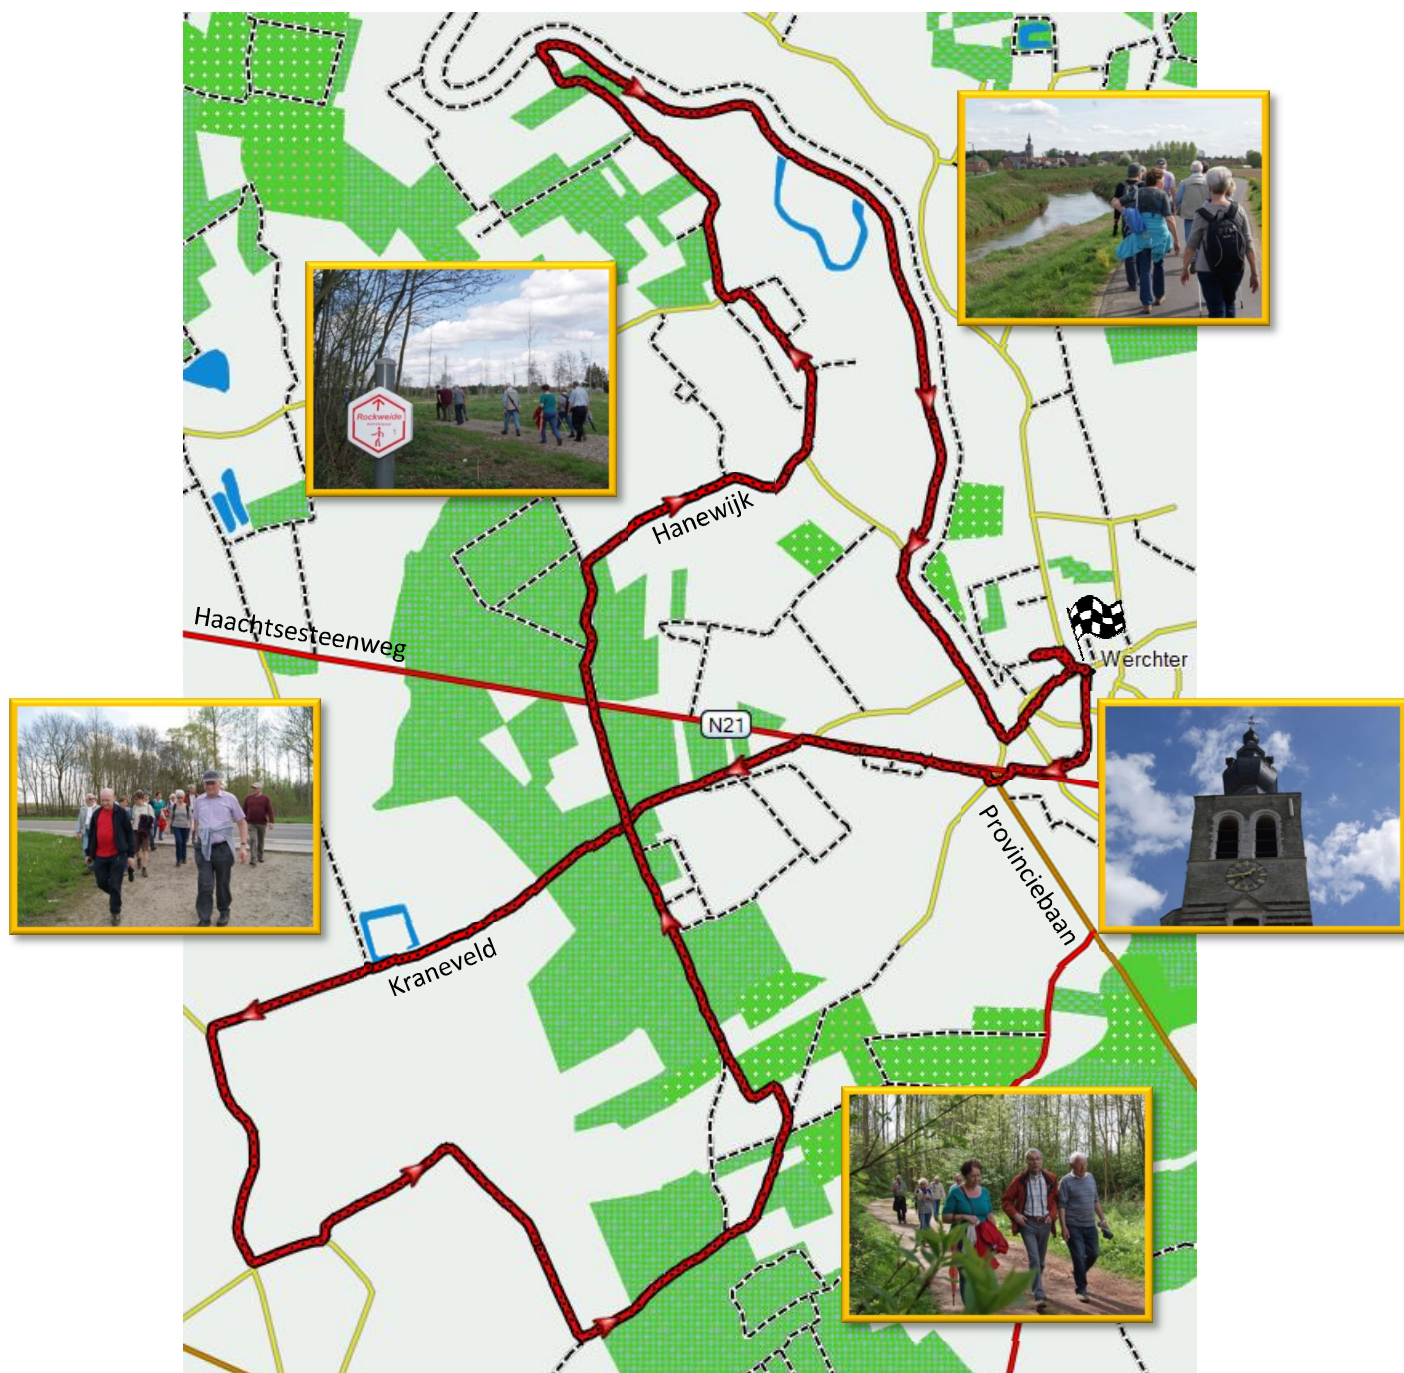 Rockweide
Hanewijk
Haachtsesteenweg
Werchter
N21
Provinciebaan
Kraneveld